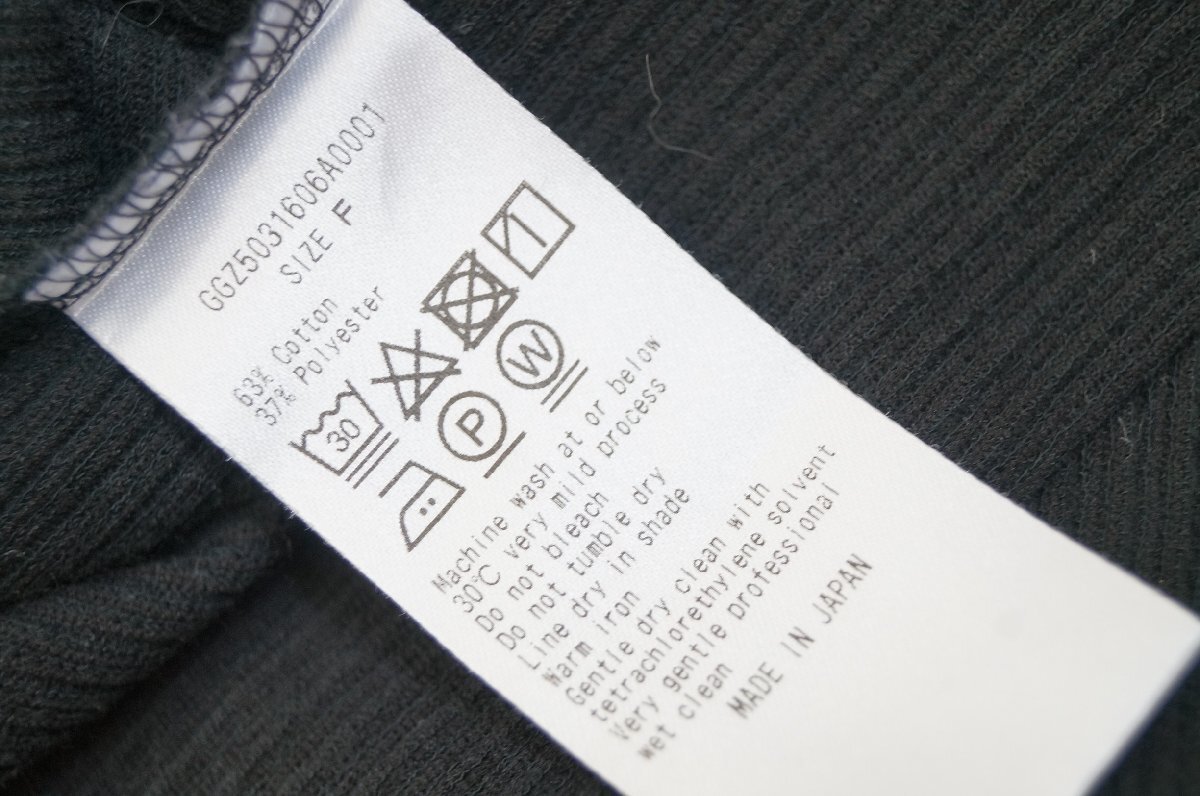 GGZ5031606A0001
SIZE F
63% Cotton
37% Polyester
30
P
W
Machine wash at or below
30℃ very mild process
Do not bleach
Do not tumble dry
Line dry in shade
Warm iron
Gentle dry clean with
tetrachlorethylene solvent
Very gentle professional
wet clean
MADE IN JAPAN